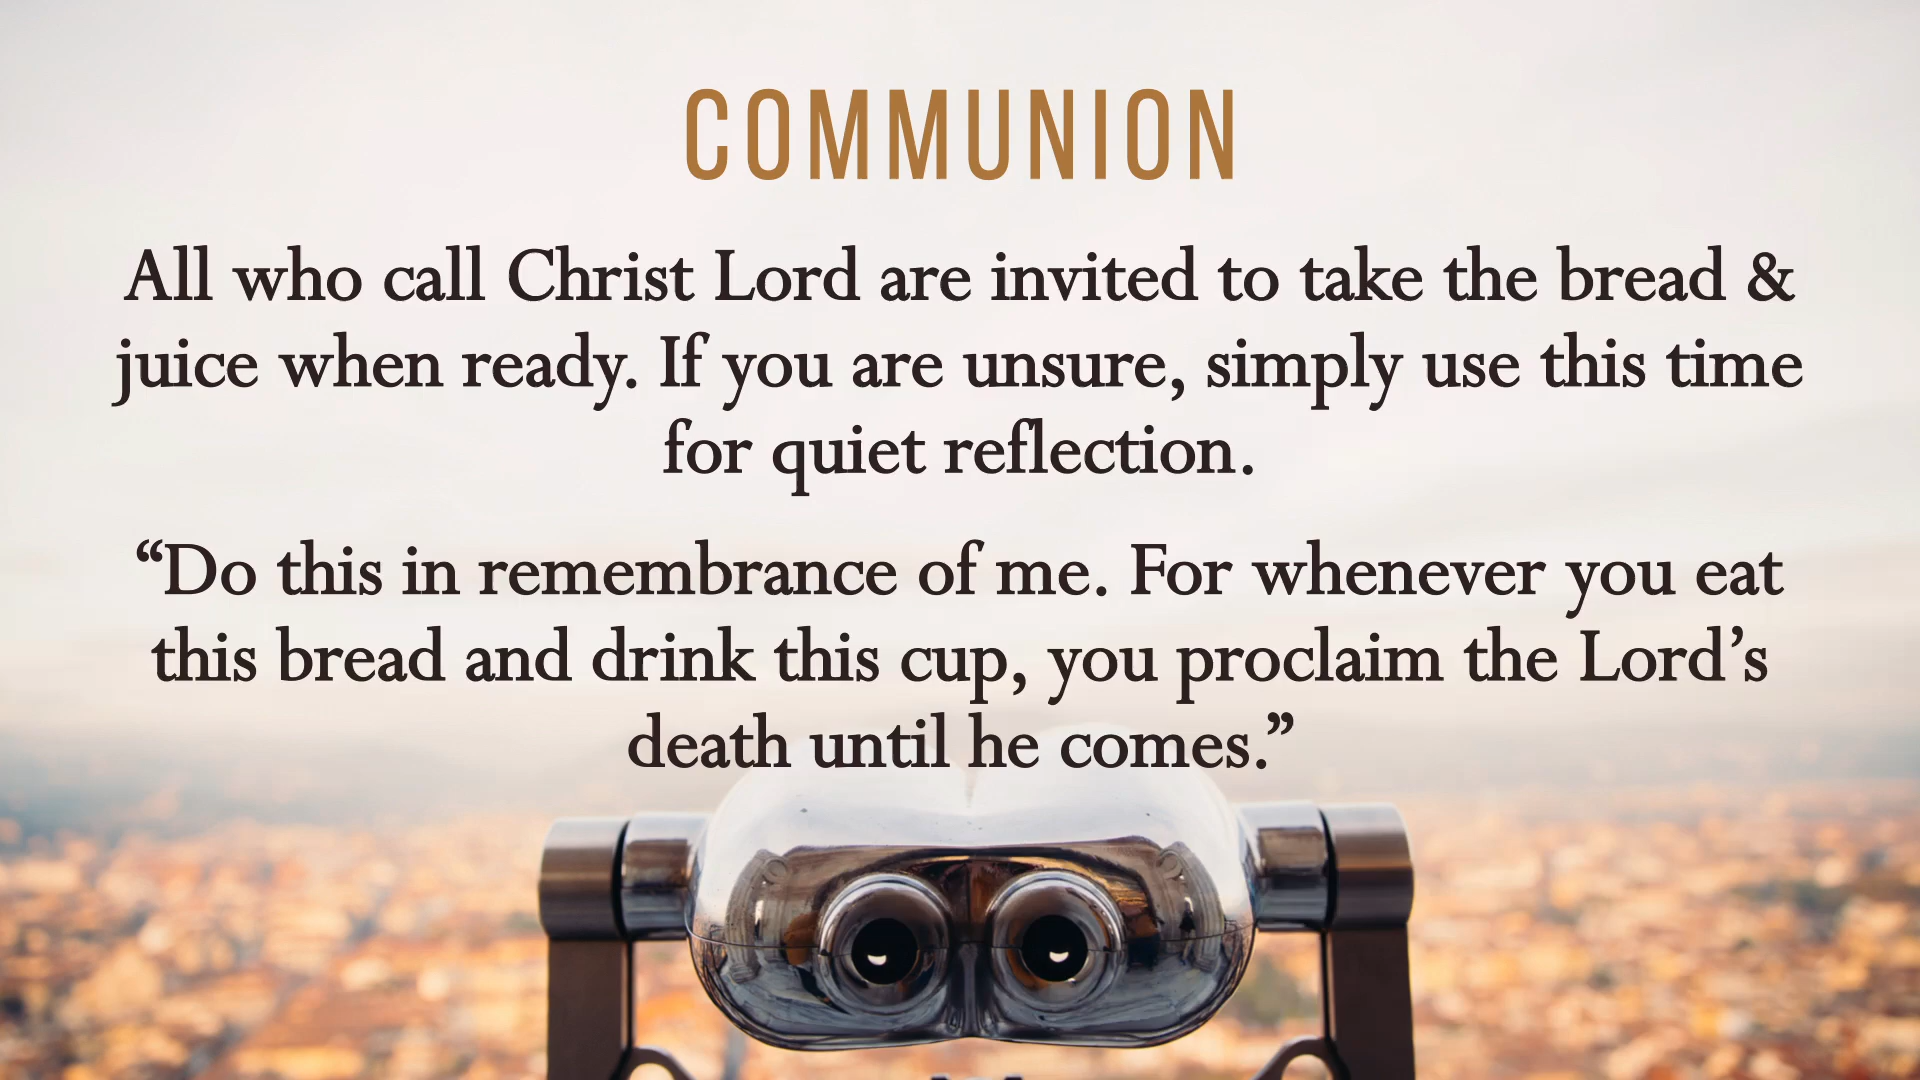 COMMUNION
All who call Christ Lord are invited to take the bread &
juice when ready. If you are unsure, simply use this time
for quiet reflection.
“Do this in remembrance of me. For whenever you eat
this bread and drink this cup, you proclaim the Lord’s
death until he comes.”